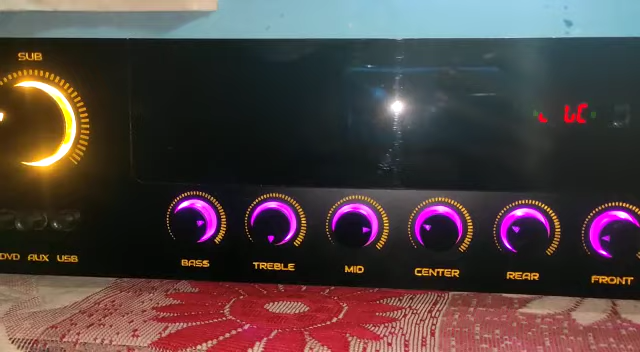 SUB
DVD AUX USB
BASS
TREBLE
MID
CENTER
REAR
FRONT